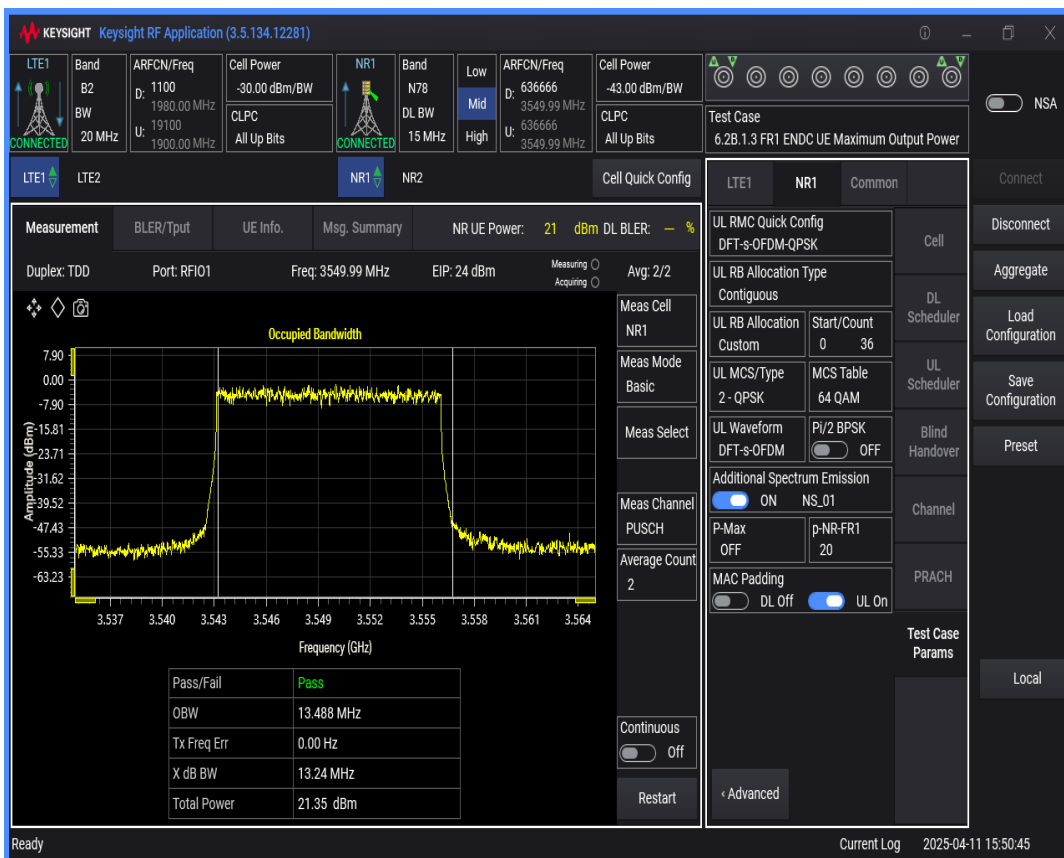 KEYSIGHT Keysight RF Application (3.5.134.12281)
LTE1
CONNECTED
Band
B2
BW
20 MHz
ARFCN/Freq
D: 1100
1980.00 MHz
U: 19100
1900.00 MHz
Cell Power
-30.00 dBm/BW
CLPC
All Up Bits
NR1
CONNECTED
Band
N78
DL BW
15 MHz
Low
Mid
High
ARFCN/Freq
D: 636666
3549.99 MHz
U: 636666
3549.99 MHz
Cell Power
-43.00 dBm/BW
CLPC
All Up Bits
Test Case
6.2B.1.3 FR1 ENDC UE Maximum Output Power
NSA
LTE1 LTE2 NR1 NR2 Cell Quick Config
Measurement BLER/Tput UE Info. Msg. Summary NR UE Power: 21 dBm DL BLER: -- %
Duplex: TDD Port: RFIO1 Freq: 3549.99 MHz EIP: 24 dBm Measuring Avg: 2/2
Acquiring
Occupied Bandwidth
Amplitude (dBm)
7.90
0.00
-7.90
-15.81
-23.71
-31.62
-39.52
-47.43
-55.33
-63.23
3.537 3.540 3.543 3.546 3.549 3.552 3.555 3.558 3.561 3.564
Frequency (GHz)
Pass/Fail Pass
OBW 13.488 MHz
Tx Freq Err 0.00 Hz
X dB BW 13.24 MHz
Total Power 21.35 dBm
Meas Cell
NR1
Meas Mode
Basic
Meas Select
Meas Channel
PUSCH
Average Count
2
Continuous
Off
Restart
LTE1 NR1 Common
UL RMC Quick Config
DFT-s-OFDM-QPSK
UL RB Allocation Type
Contiguous
UL RB Allocation Start/Count
Custom 0 36
UL MCS/Type MCS Table
2 - QPSK 64 QAM
UL Waveform Pi/2 BPSK
DFT-s-OFDM OFF
Additional Spectrum Emission
ON NS_01
P-Max p-NR-FR1
OFF 20
MAC Padding
DL Off UL On
‹ Advanced
Cell
DL
Scheduler
UL
Scheduler
Blind
Handover
Channel
PRACH
Test Case
Params
Connect
Disconnect
Aggregate
Load
Configuration
Save
Configuration
Preset
Local
Ready Current Log 2025-04-11 15:50:45